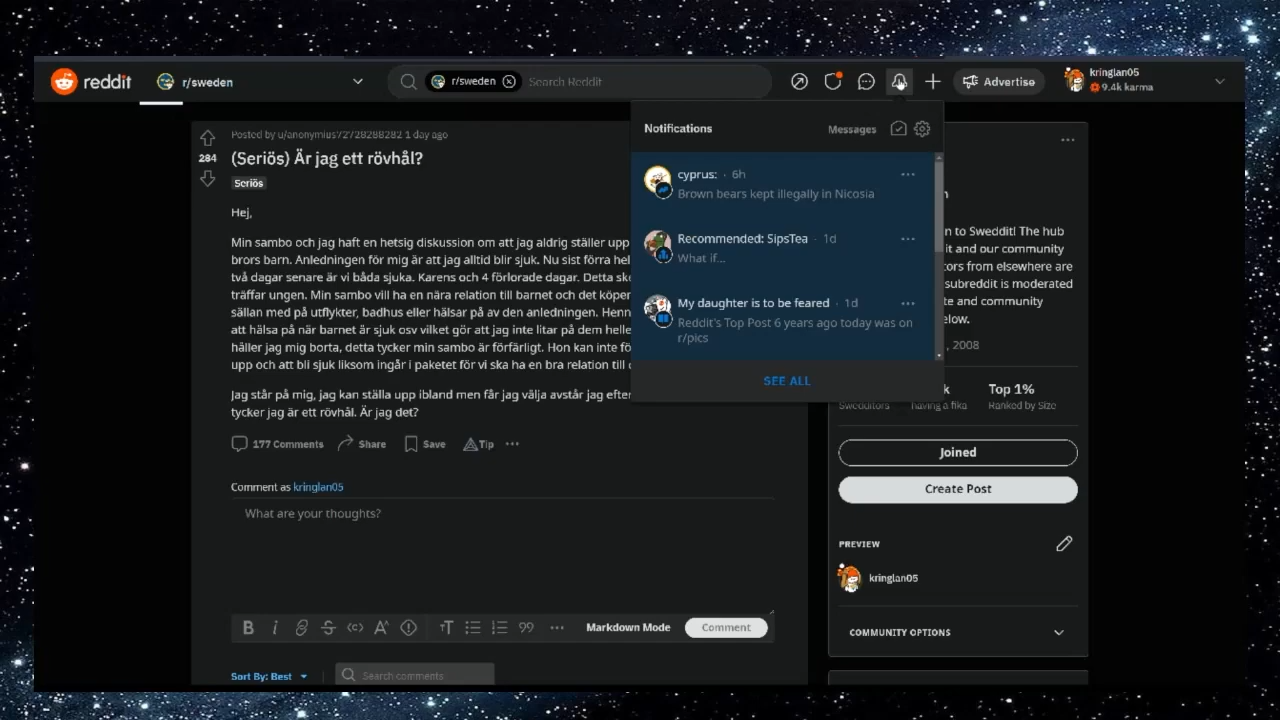 reddit
r/sweden
r/sweden
Search Reddit
Advertise
kringlan05
9.4k karma
Posted by u/anonymius72728288282 1 day ago
284
(Seriös) Är jag ett rövhål?
Seriös
Hej,
Min sambo och jag haft en hetsig diskussion om att jag aldrig ställer upp
brors barn. Anledningen för mig är att jag alltid blir sjuk. Nu sist förra hel
två dagar senare är vi båda sjuka. Karens och 4 förlorade dagar. Detta ske
träffar ungen. Min sambo vill ha en nära relation till barnet och det köper
sällan med på utflykter, badhus eller hälsar på av den anledningen. Henn
att hälsa på när barnet är sjuk osv vilket gör att jag inte litar på dem helle
håller jag mig borta, detta tycker min sambo är förfärligt. Hon kan inte fö
upp och att bli sjuk liksom ingår i paketet för vi ska ha en bra relation till
Jag står på mig, jag kan ställa upp ibland men får jag välja avstår jag efter
tycker jag är ett rövhål. Är jag det?
177 Comments
Share
Save
Tip
Comment as kringlan05
What are your thoughts?
Markdown Mode
Comment
Sort By: Best
Search comments
Notifications
Messages
cyprus: · 6h
Brown bears kept illegally in Nicosia
Recommended: SipsTea · 1d
What if...
My daughter is to be feared · 1d
Reddit's Top Post 6 years ago today was on
r/pics
SEE ALL
n to Sweddit! The hub
it and our community
tors from elsewhere are
subreddit is moderated
te and community
elow.
, 2008
k
Top 1%
Swedditors
having a fika
Ranked by Size
Joined
Create Post
PREVIEW
kringlan05
COMMUNITY OPTIONS